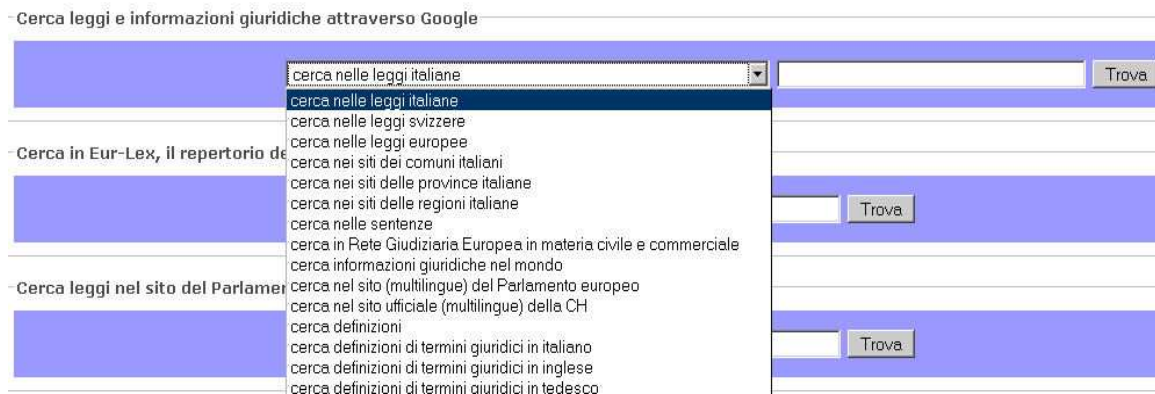 Cerca leggi e informazioni giuridiche attraverso Google
cerca nelle leggi italiane Trova
cerca nelle leggi italiane
cerca nelle leggi svizzere
cerca nelle leggi europee
Cerca in Eur-Lex, il repertorio de
cerca nei siti dei comuni italiani
cerca nei siti delle province italiane
cerca nei siti delle regioni italiane
Trova
cerca nelle sentenze
cerca in Rete Giudiziaria Europea in materia civile e commerciale
cerca informazioni giuridiche nel mondo
Cerca leggi nel sito del Parlamen
cerca nel sito (multilingue) del Parlamento europeo
cerca nel sito ufficiale (multilingue) della CH
cerca definizioni
cerca definizioni di termini giuridici in italiano
Trova
cerca definizioni di termini giuridici in inglese
cerca definizioni di termini giuridici in tedesco